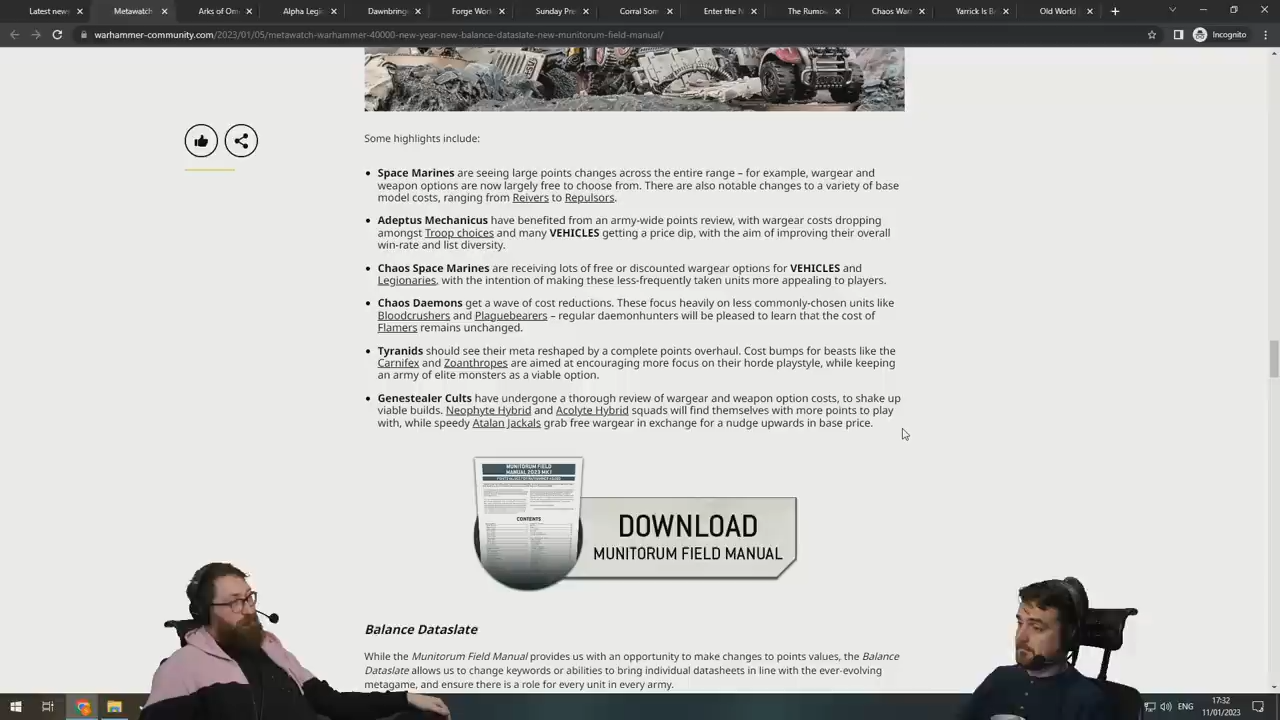 Latest new
Metawatch
Arks of Om
Alpha Legi
Sunday Pr
Chaos Kni
The Roma
Warham
Chaos Wa
Yarrick Is B
Old World
warhammer-community.com/2023/01/05/metawatch-warhammer-40000-new-year-new-balance-dataslate-new-munitorum-field-manual/
Incognito
Some highlights include:
Space Marines are seeing large points changes across the entire range – for example, wargear and
weapon options are now largely free to choose from. There are also notable changes to a variety of base
model costs, ranging from Reivers to Repulsors.
Adeptus Mechanicus have benefited from an army-wide points review, with wargear costs dropping
amongst Troop choices and many VEHICLES getting a price dip, with the aim of improving their overall
win-rate and list diversity.
Chaos Space Marines are receiving lots of free or discounted wargear options for VEHICLES and
Legionaries, with the intention of making these less-frequently taken units more appealing to players.
Chaos Daemons get a wave of cost reductions. These focus heavily on less commonly-chosen units like
Bloodcrushers and Plaguebearers – regular daemonhunters will be pleased to learn that the cost of
Flamers remains unchanged.
Tyranids should see their meta reshaped by a complete points overhaul. Cost bumps for beasts like the
Carnifex and Zoanthropes are aimed at encouraging more focus on their horde playstyle, while keeping
an army of elite monsters as a viable option.
Genestealer Cults have undergone a thorough review of wargear and weapon option costs, to shake up
viable builds. Neophyte Hybrid and Acolyte Hybrid squads will find themselves with more points to play
with, while speedy Atalan Jackals grab free wargear in exchange for a nudge upwards in base price.
MUNITORUM FIELD
MANUAL 2023 MK I
CONTENTS
DOWNLOAD
MUNITORUM FIELD MANUAL
Balance Dataslate
While the Munitorum Field Manual provides us with an opportunity to make changes to points values, the Balance
Dataslate allows us to change keywords or abilities to bring individual datasheets in line with the ever-evolving
metagame, and ensure there is a role for every unit in every army.
ENG
17:32
11/01/2023